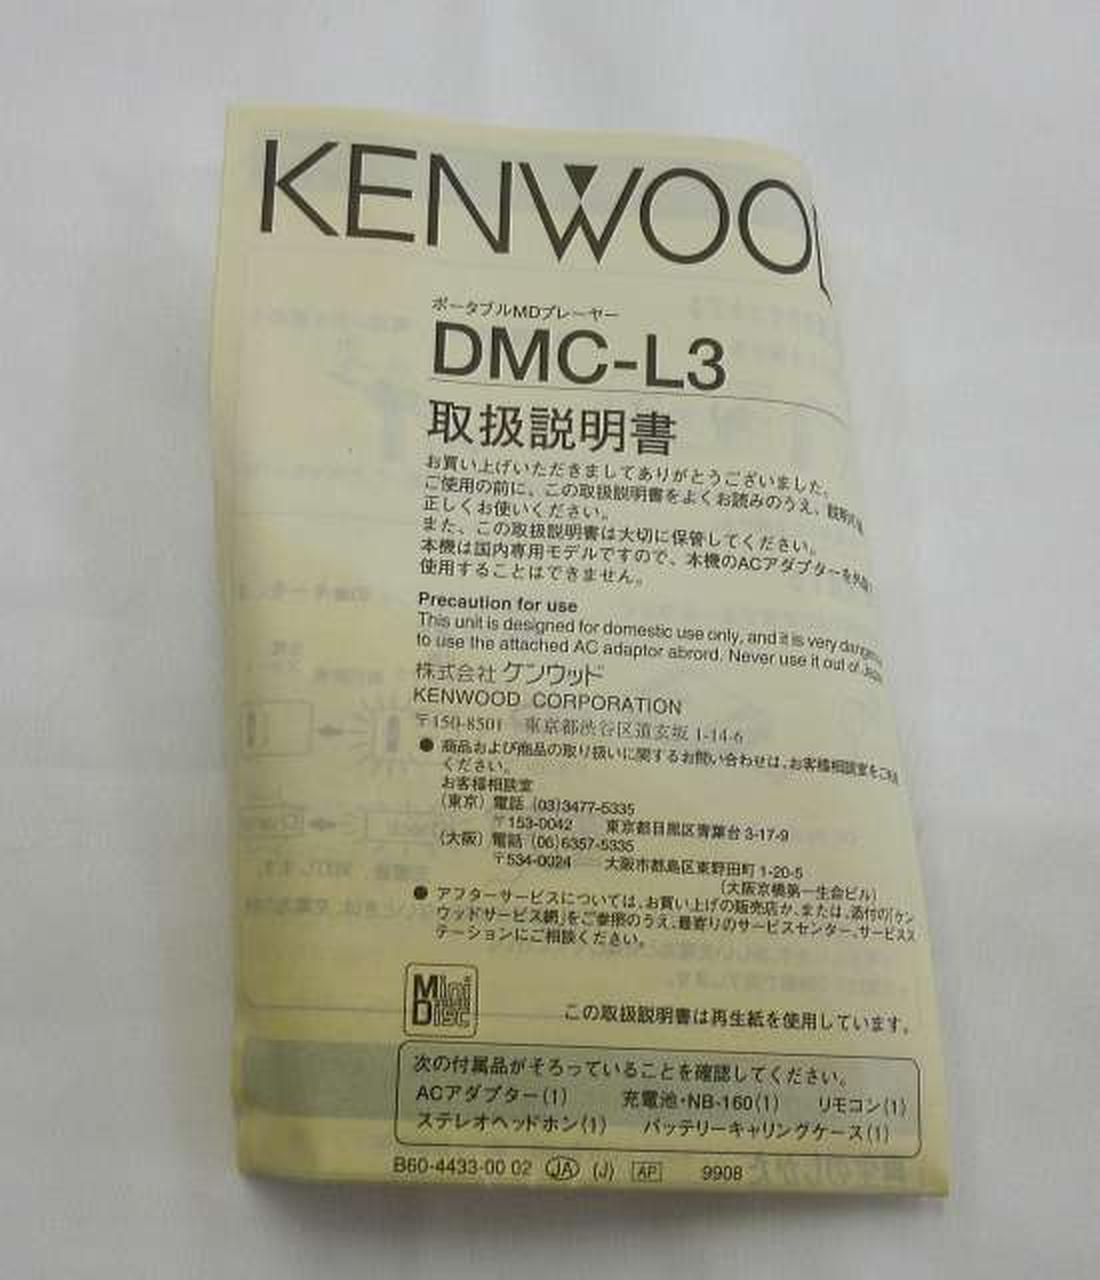 KENWOO
ポータブルMDプレーヤー
DMC-L3
取扱説明書
お買い上げいただきましてありがとうございました。
ご使用の前に、この取扱説明書をよくお読みのうえ、説明の通
正しくお使いください。
また、この取扱説明書は大切に保管してください。
本機は国内専用モデルですので、本機のACアダプターを外国
使用することはできません。
Precaution for use
This unit is designed for domestic use only, and it is very
to use the attached AC adaptor abrord. Never use it out of
株式会社 ケンウッド
KENWOOD CORPORATION
〒150-8501 東京都渋谷区道玄坂 1-14-6
● 商品および商品の取り扱いに関するお問い合わせは、お客様相談室をご利用
ください。
お客様相談室
(東京) 電話 (03)3477-5335
〒153-0042 東京都目黒区青葉台 3-17-9
(大阪) 電話 (06)6357-5335
〒534-0024 大阪市都島区東野田町 1-20-5
(大阪京橋第一生命ビル)
● アフターサービスについては、お買い上げの販売店か、または、添付の「ケン
ウッドサービス網」をご参照のうえ、最寄りのサービスセンター、サービスス
テーションにご相談ください。
Mini
Disc
この取扱説明書は再生紙を使用しています。
次の付属品がそろっていることを確認してください。
ACアダプター(1) 充電池・NB-160(1) リモコン(1)
ステレオヘッドホン(1) バッテリーキャリングケース(1)
B60-4433-00 02 JA (J) AP 9908